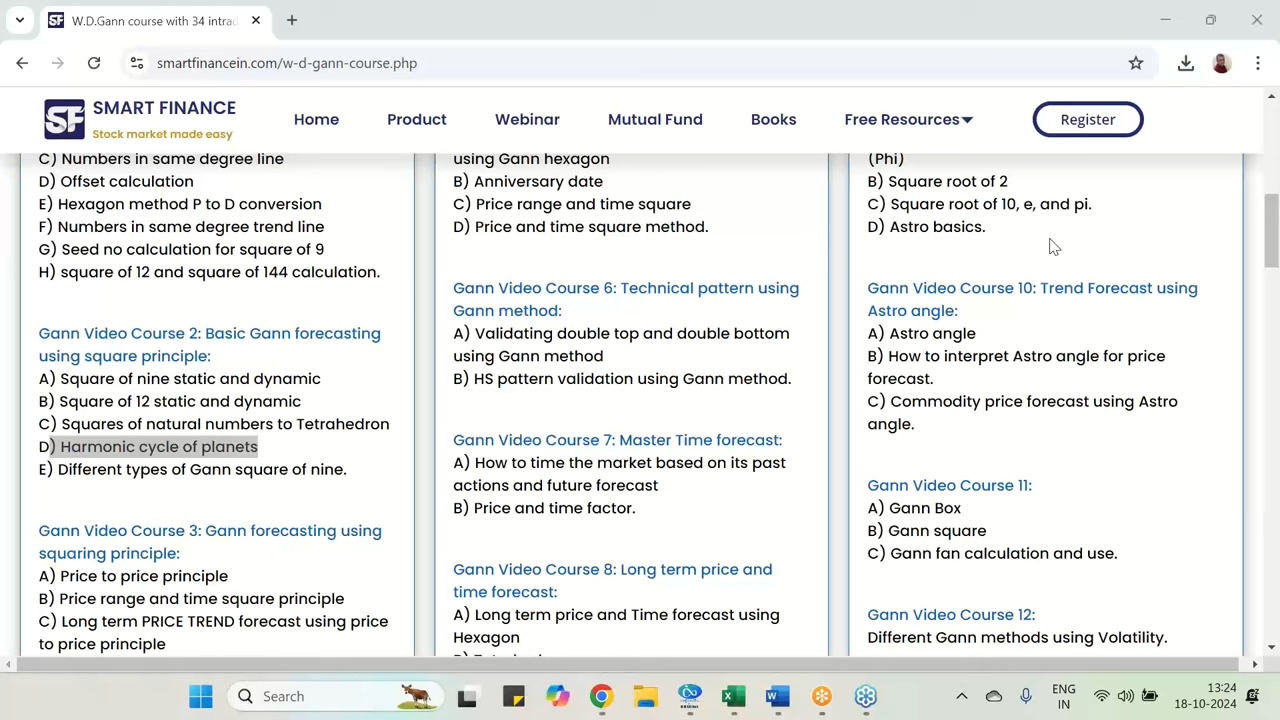 W.D.Gann course with 34 intrad
smartfinancein.com/w-d-gann-course.php
SF
SMART FINANCE
Stock market made easy
Home
Product
Webinar
Mutual Fund
Books
Free Resources
Register
C) Numbers in same degree line
D) Offset calculation
E) Hexagon method P to D conversion
F) Numbers in same degree trend line
G) Seed no calculation for square of 9
H) square of 12 and square of 144 calculation.
Gann Video Course 2: Basic Gann forecasting
using square principle:
A) Square of nine static and dynamic
B) Square of 12 static and dynamic
C) Squares of natural numbers to Tetrahedron
D) Harmonic cycle of planets
E) Different types of Gann square of nine.
Gann Video Course 3: Gann forecasting using
squaring principle:
A) Price to price principle
B) Price range and time square principle
C) Long term PRICE TREND forecast using price
to price principle
using Gann hexagon
B) Anniversary date
C) Price range and time square
D) Price and time square method.
Gann Video Course 6: Technical pattern using
Gann method:
A) Validating double top and double bottom
using Gann method
B) HS pattern validation using Gann method.
Gann Video Course 7: Master Time forecast:
A) How to time the market based on its past
actions and future forecast
B) Price and time factor.
Gann Video Course 8: Long term price and
time forecast:
A) Long term price and Time forecast using
Hexagon
(Phi)
B) Square root of 2
C) Square root of 10, e, and pi.
D) Astro basics.
Gann Video Course 10: Trend Forecast using
Astro angle:
A) Astro angle
B) How to interpret Astro angle for price
forecast.
C) Commodity price forecast using Astro
angle.
Gann Video Course 11:
A) Gann Box
B) Gann square
C) Gann fan calculation and use.
Gann Video Course 12:
Different Gann methods using Volatility.
Search
ENG
IN
13:24
18-10-2024